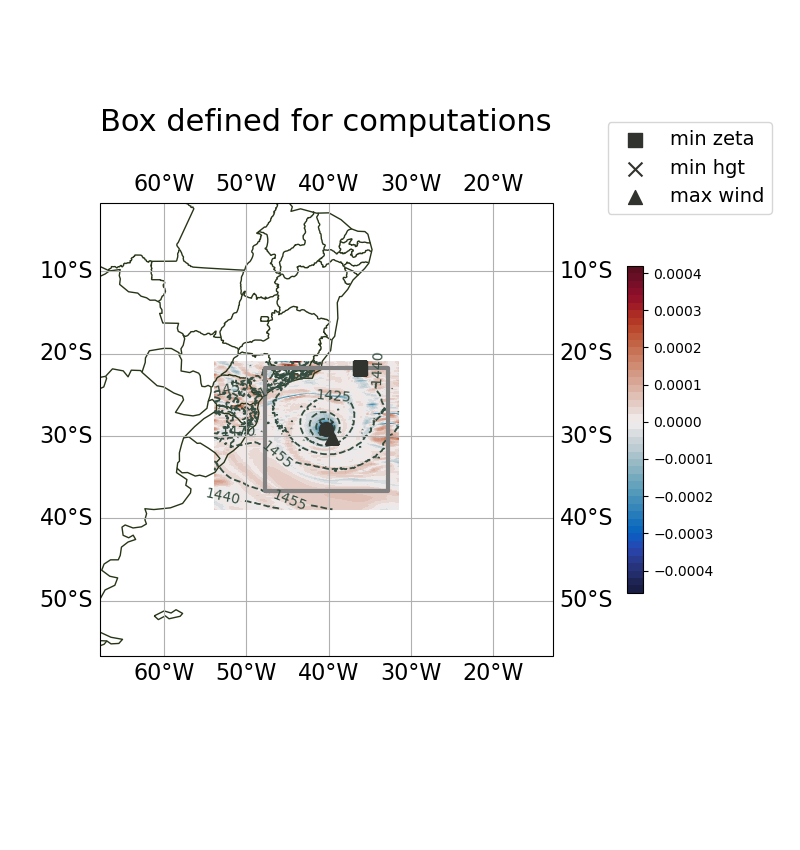 Box defined for computations
min zeta
min hgt
max wind
60°W 50°W 40°W 30°W 20°W
10°S 10°S
20°S 20°S
30°S 30°S
40°S 40°S
50°S 50°S
60°W 50°W 40°W 30°W 20°W
1440
1425
1455
1440
1455
0.0004
0.0003
0.0002
0.0001
0.0000
−0.0001
−0.0002
−0.0003
−0.0004